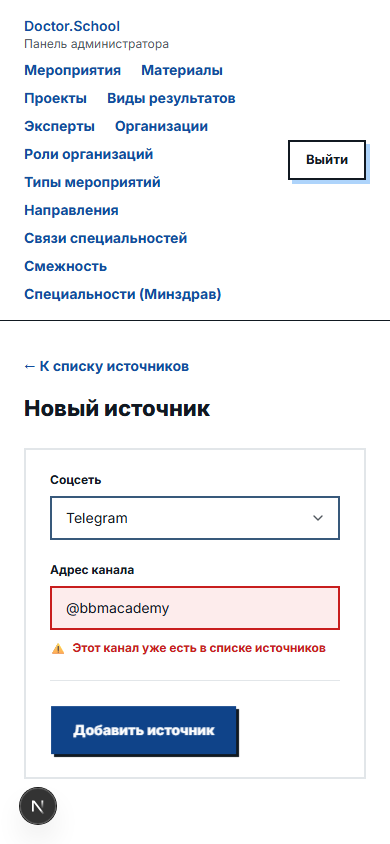 Doctor.School
Панель администратора
Мероприятия Материалы
Проекты Виды результатов
Эксперты Организации
Роли организаций
Выйти
Типы мероприятий
Направления
Связи специальностей
Смежность
Специальности (Минздрав)
← К списку источников
Новый источник
Соцсеть
Telegram
Адрес канала
@bbmacademy
Этот канал уже есть в списке источников
Добавить источник
N